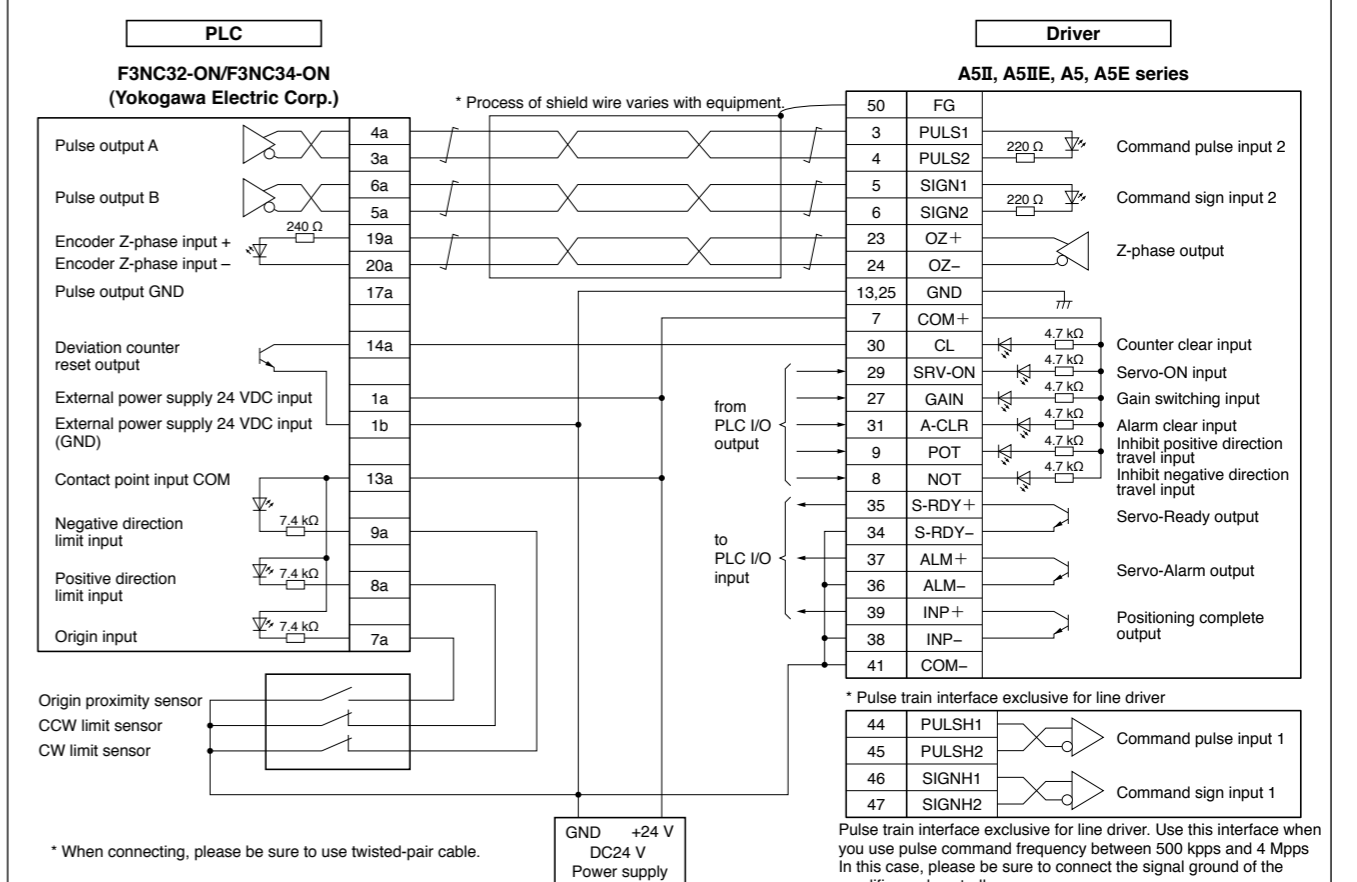 PLC
Driver
F3NC32-ON/F3NC34-ON
(Yokogawa Electric Corp.)
A5II, A5IIE, A5, A5E series
* Process of shield wire varies with equipment.
Pulse output A
4a
3a
Pulse output B
6a
5a
240 Ω
Encoder Z-phase input +
19a
Encoder Z-phase input –
20a
Pulse output GND
17a
Deviation counter
reset output
14a
External power supply 24 VDC input
1a
External power supply 24 VDC input
(GND)
1b
Contact point input COM
13a
Negative direction
limit input
7.4 kΩ
9a
Positive direction
limit input
7.4 kΩ
8a
Origin input
7.4 kΩ
7a
Origin proximity sensor
CCW limit sensor
CW limit sensor
from
PLC I/O
output
to
PLC I/O
input
50 FG
3 PULS1
4 PULS2
220 Ω
Command pulse input 2
5 SIGN1
6 SIGN2
220 Ω
Command sign input 2
23 OZ+
24 OZ–
Z-phase output
13,25 GND
7 COM+
30 CL 4.7 kΩ Counter clear input
29 SRV-ON 4.7 kΩ Servo-ON input
27 GAIN 4.7 kΩ Gain switching input
31 A-CLR 4.7 kΩ Alarm clear input
9 POT 4.7 kΩ Inhibit positive direction
travel input
8 NOT 4.7 kΩ Inhibit negative direction
travel input
35 S-RDY+
34 S-RDY–
Servo-Ready output
37 ALM+
36 ALM–
Servo-Alarm output
39 INP+
38 INP–
Positioning complete
output
41 COM–
* Pulse train interface exclusive for line driver
44 PULSH1
45 PULSH2
Command pulse input 1
46 SIGNH1
47 SIGNH2
Command sign input 1
GND +24 V
DC24 V
Power supply
* When connecting, please be sure to use twisted-pair cable.
Pulse train interface exclusive for line driver. Use this interface when
you use pulse command frequency between 500 kpps and 4 Mpps
In this case, please be sure to connect the signal ground of the